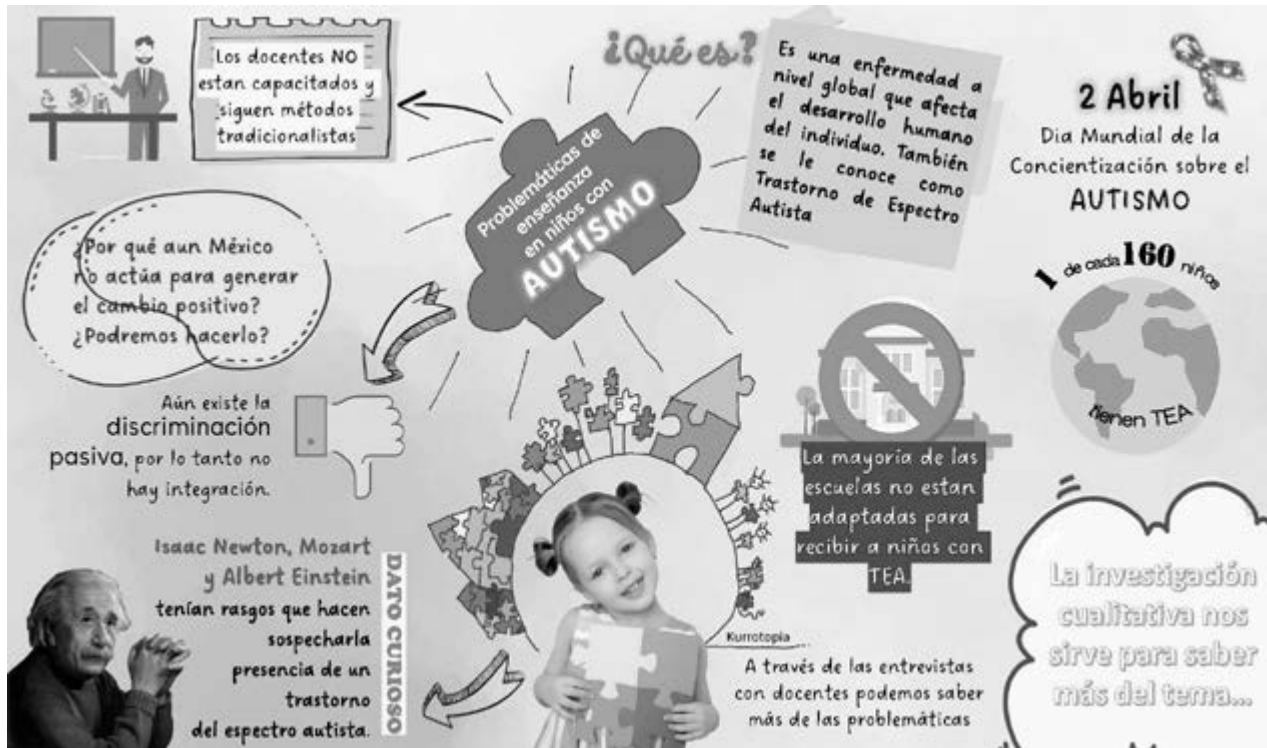 Los docentes NO
estan capacitados y
siguen métodos
tradicionalistas
¿Qué es?
Es una enfermedad a
nivel global que afecta
el desarrollo humano
del individuo. También
se le conoce como
Trastorno de Espectro
Autista
2 Abril
Dia Mundial de la
Concientización sobre el
AUTISMO
Problemáticas de
enseñanza
en niños con
AUTISMO
¿Por qué aun México
no actúa para generar
el cambio positivo?
¿Podremos hacerlo?
1 de cada 160 niños
tienen TEA
Aún existe la
discriminación
pasiva, por lo tanto no
hay integración.
La mayoría de las
escuelas no estan
adaptadas para
recibir a niños con
TEA.
Isaac Newton, Mozart
y Albert Einstein
tenían rasgos que hacen
sospecharla
presencia de un
trastorno
del espectro autista.
DATO CURIOSO
Kurrotopia
A través de las entrevistas
con docentes podemos saber
más de las problemáticas
La investigación
cualitativa nos
sirve para saber
más del tema...